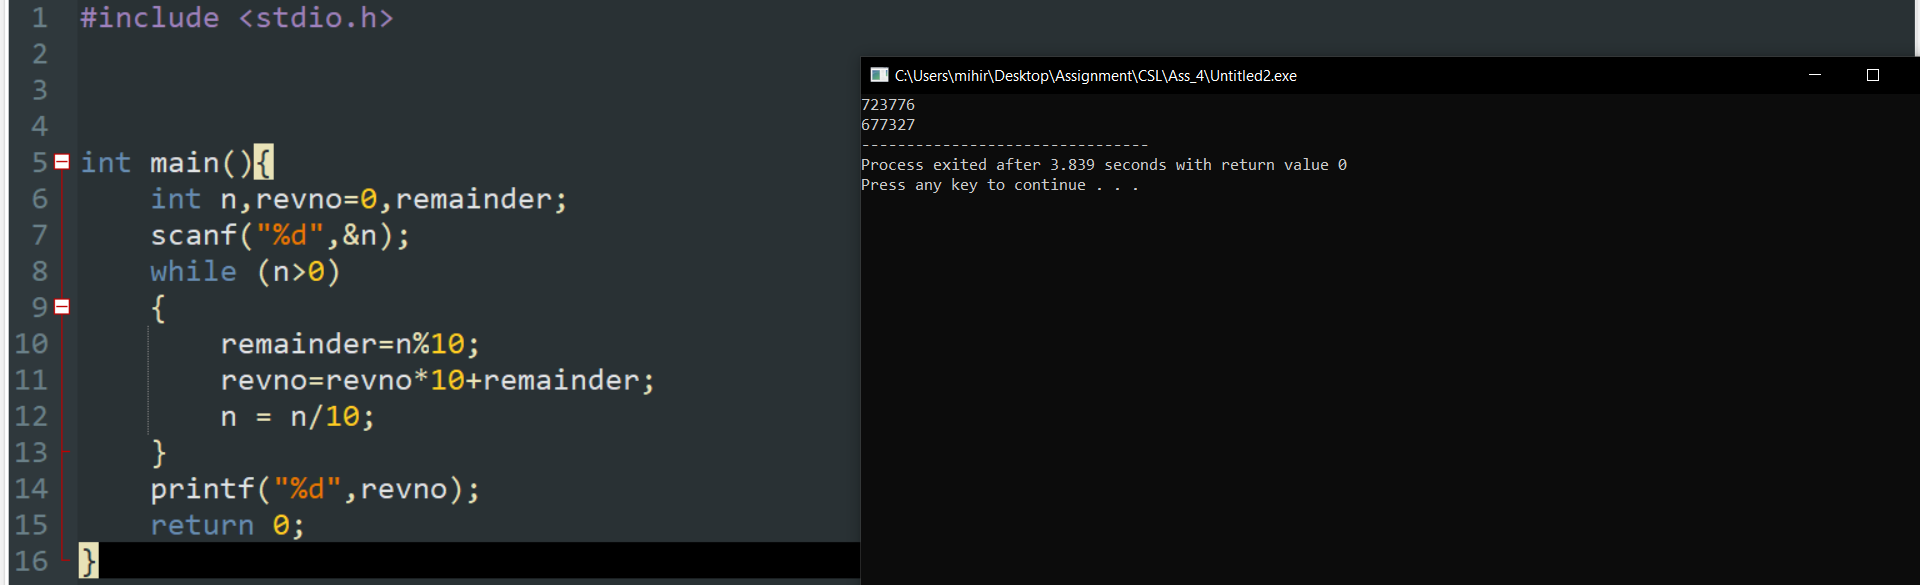 1 #include <stdio.h>
2
3
4
5 int main(){
6 int n,revno=0,remainder;
7 scanf("%d",&n);
8 while (n>0)
9 {
10 remainder=n%10;
11 revno=revno*10+remainder;
12 n = n/10;
13 }
14 printf("%d",revno);
15 return 0;
16 }
C:\Users\mihir\Desktop\Assignment\CSL\Ass_4\Untitled2.exe
723776
677327
--------------------------------
Process exited after 3.839 seconds with return value 0
Press any key to continue . . .